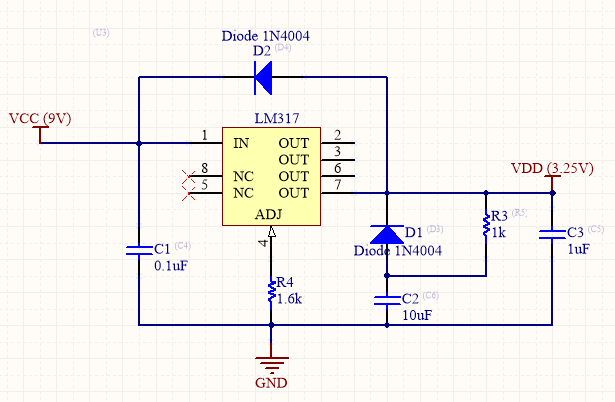 (U3)
Diode 1N4004
D2 (D4)
LM317
VCC (9V)
1 IN OUT 2
OUT 3
8 NC OUT 6
5 NC OUT 7
ADJ
4
VDD (3.25V)
R3 (R5)
1k
D1 (D3)
Diode 1N4004
C3 (C5)
1uF
C1 (C4)
0.1uF
R4
1.6k
C2 (C6)
10uF
GND